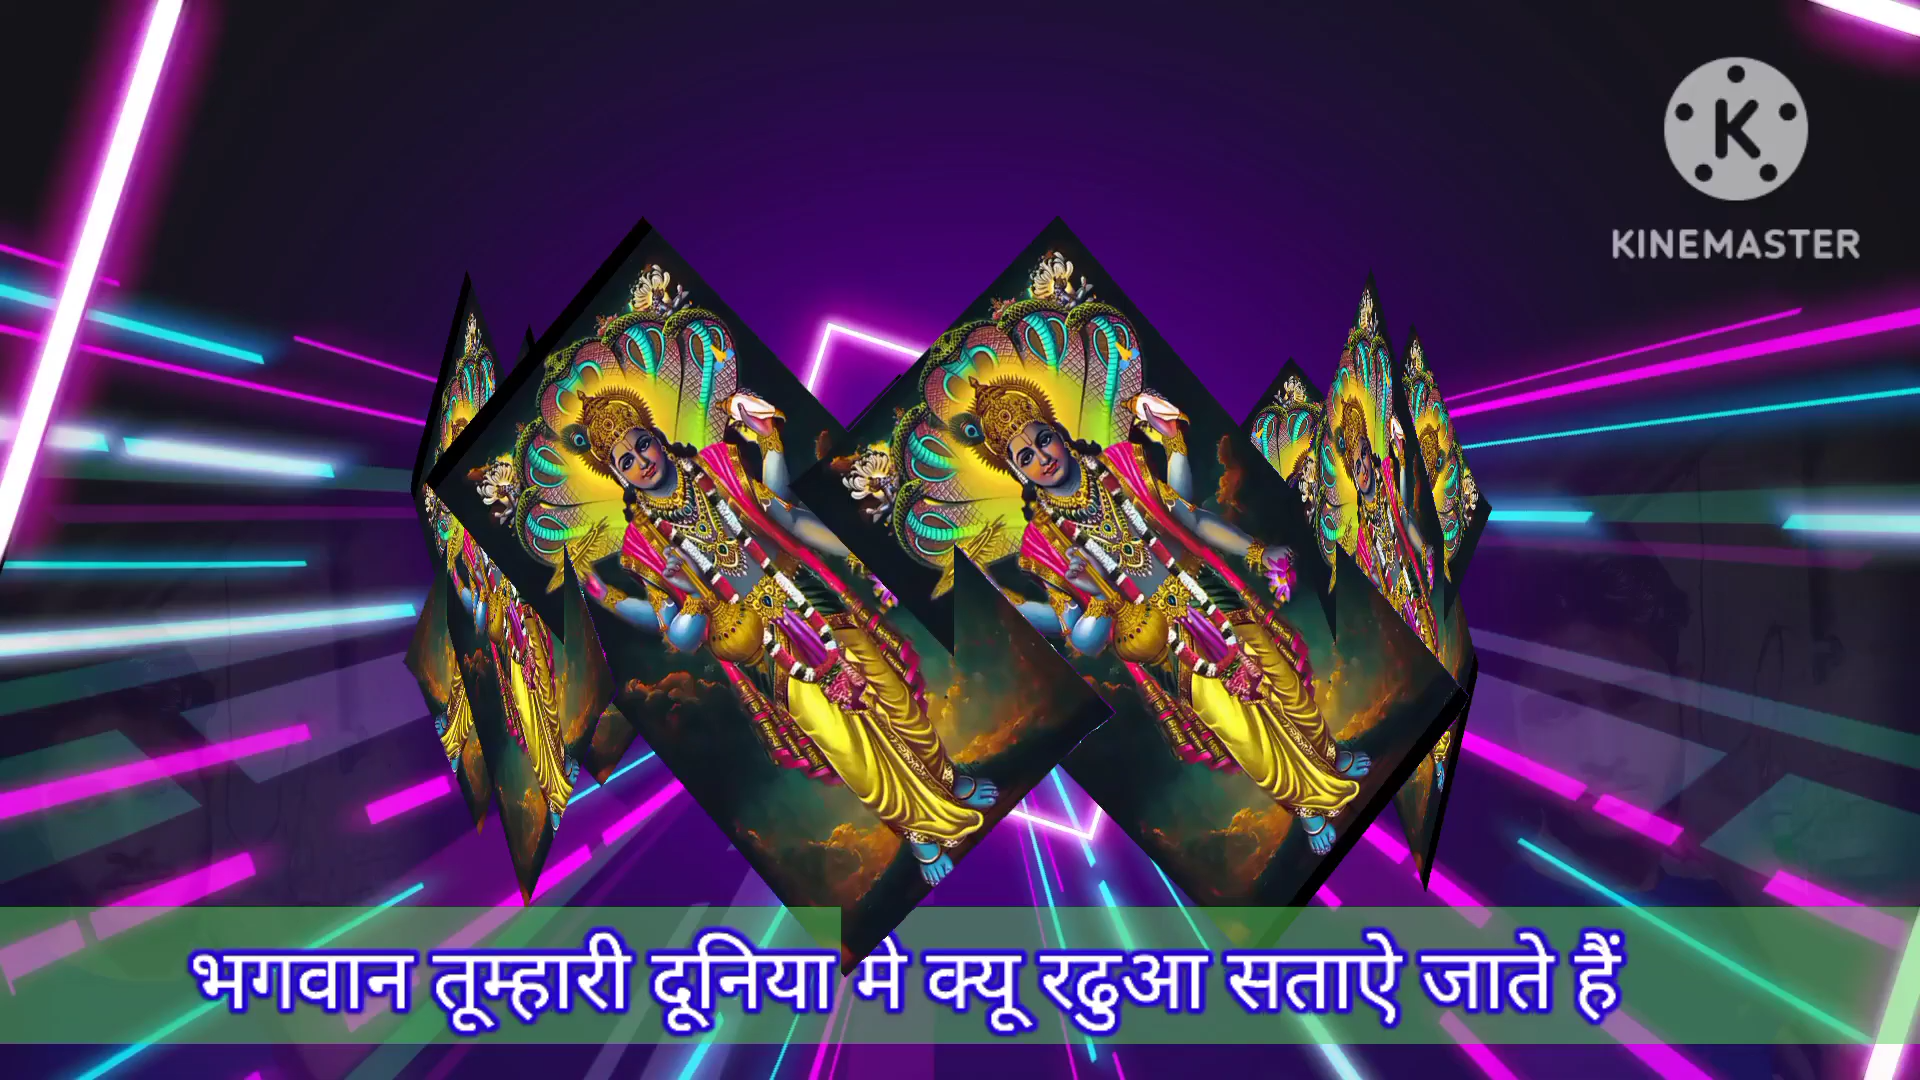 KINEMASTER
भगवान तूम्हारी दूनिया मे क्यू रढुआ सताऐ जाते हैं